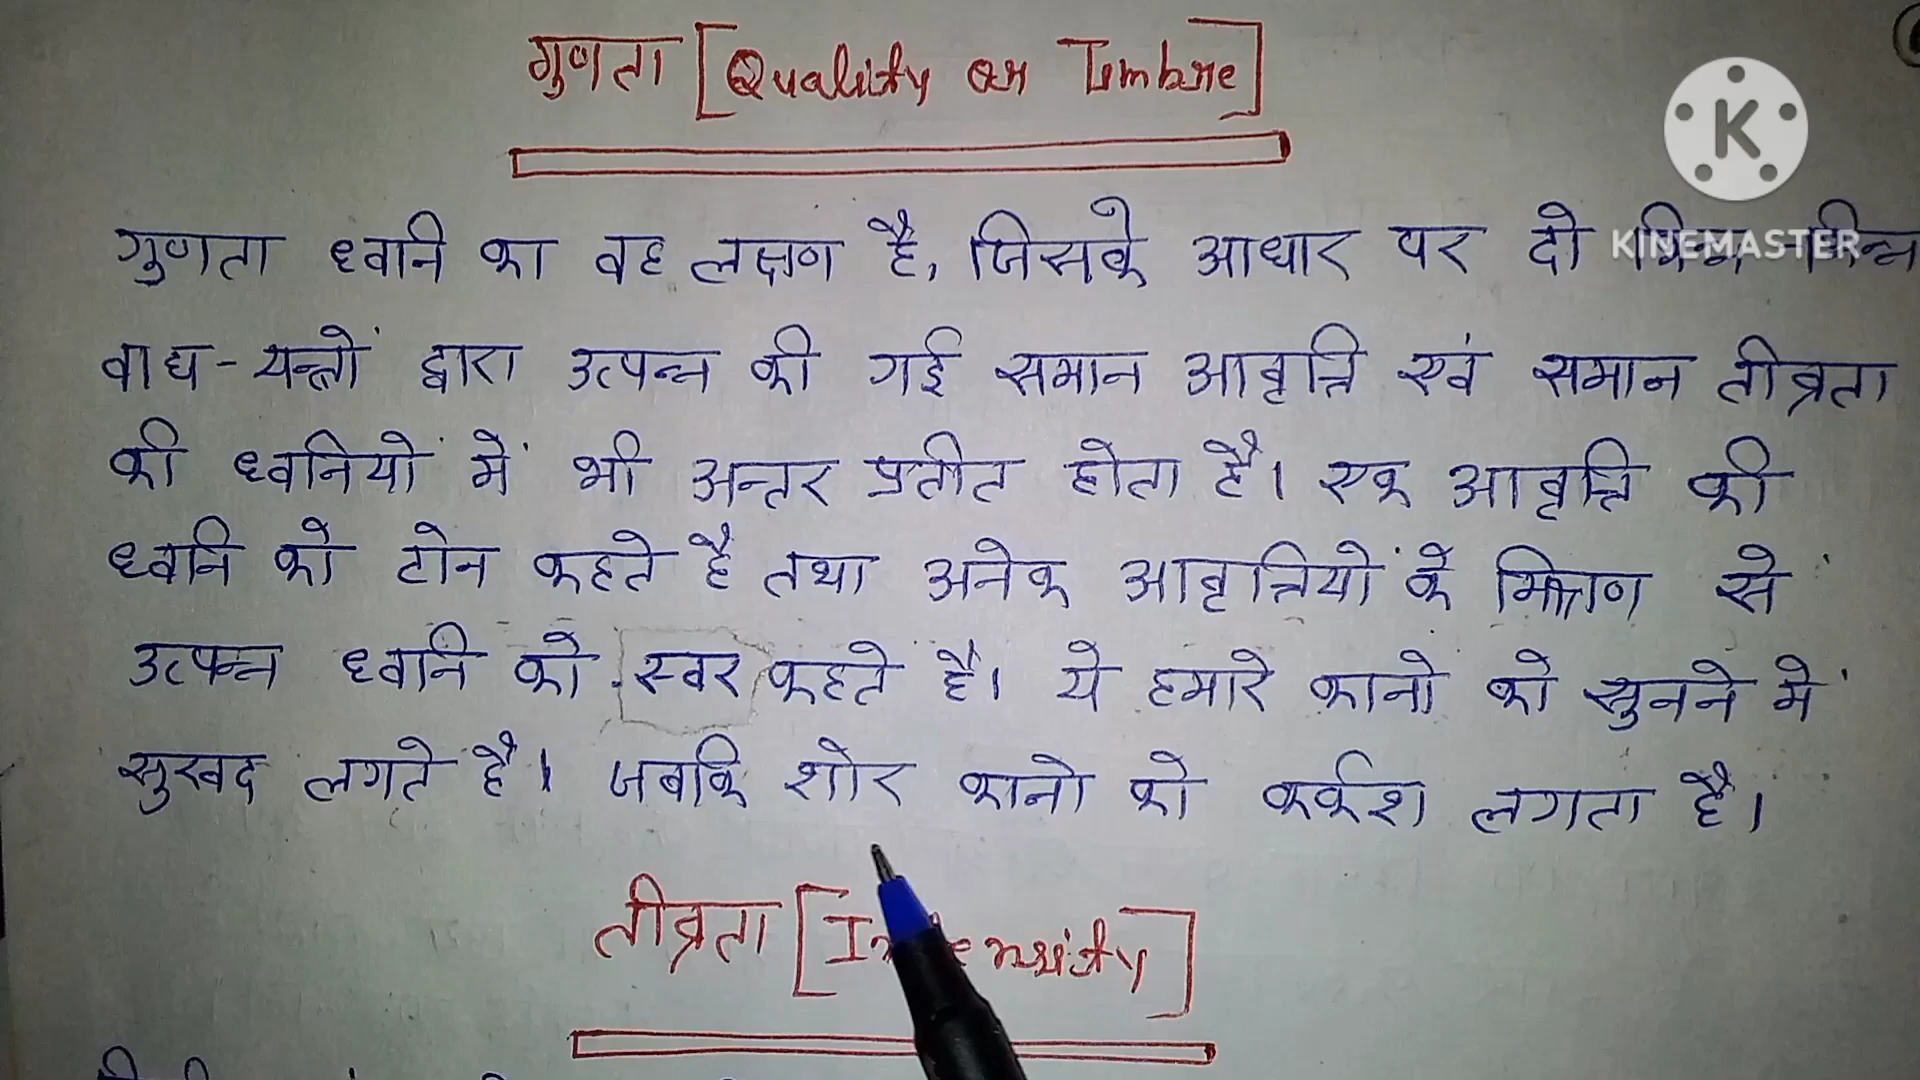 गुणता [Quality or Timbre]
K
KINEMASTER
गुणता ध्वनि का वह लक्षण है, जिसके आधार पर दो भिन्न-भिन्न
वाद्य-यन्त्रों द्वारा उत्पन्न की गई समान आवृत्ति एवं समान तीव्रता
की ध्वनियों में भी अन्तर प्रतीत होता है। एक आवृत्ति की
ध्वनि को टोन कहते है तथा अनेक आवृत्तियों के मिश्रण से
उत्पन्न ध्वनि को स्वर कहते है। ये हमारे कानो को सुनने में
सुखद लगते है। जबकि शोर कानो को कर्कश लगता है।
तीव्रता [Intensity]